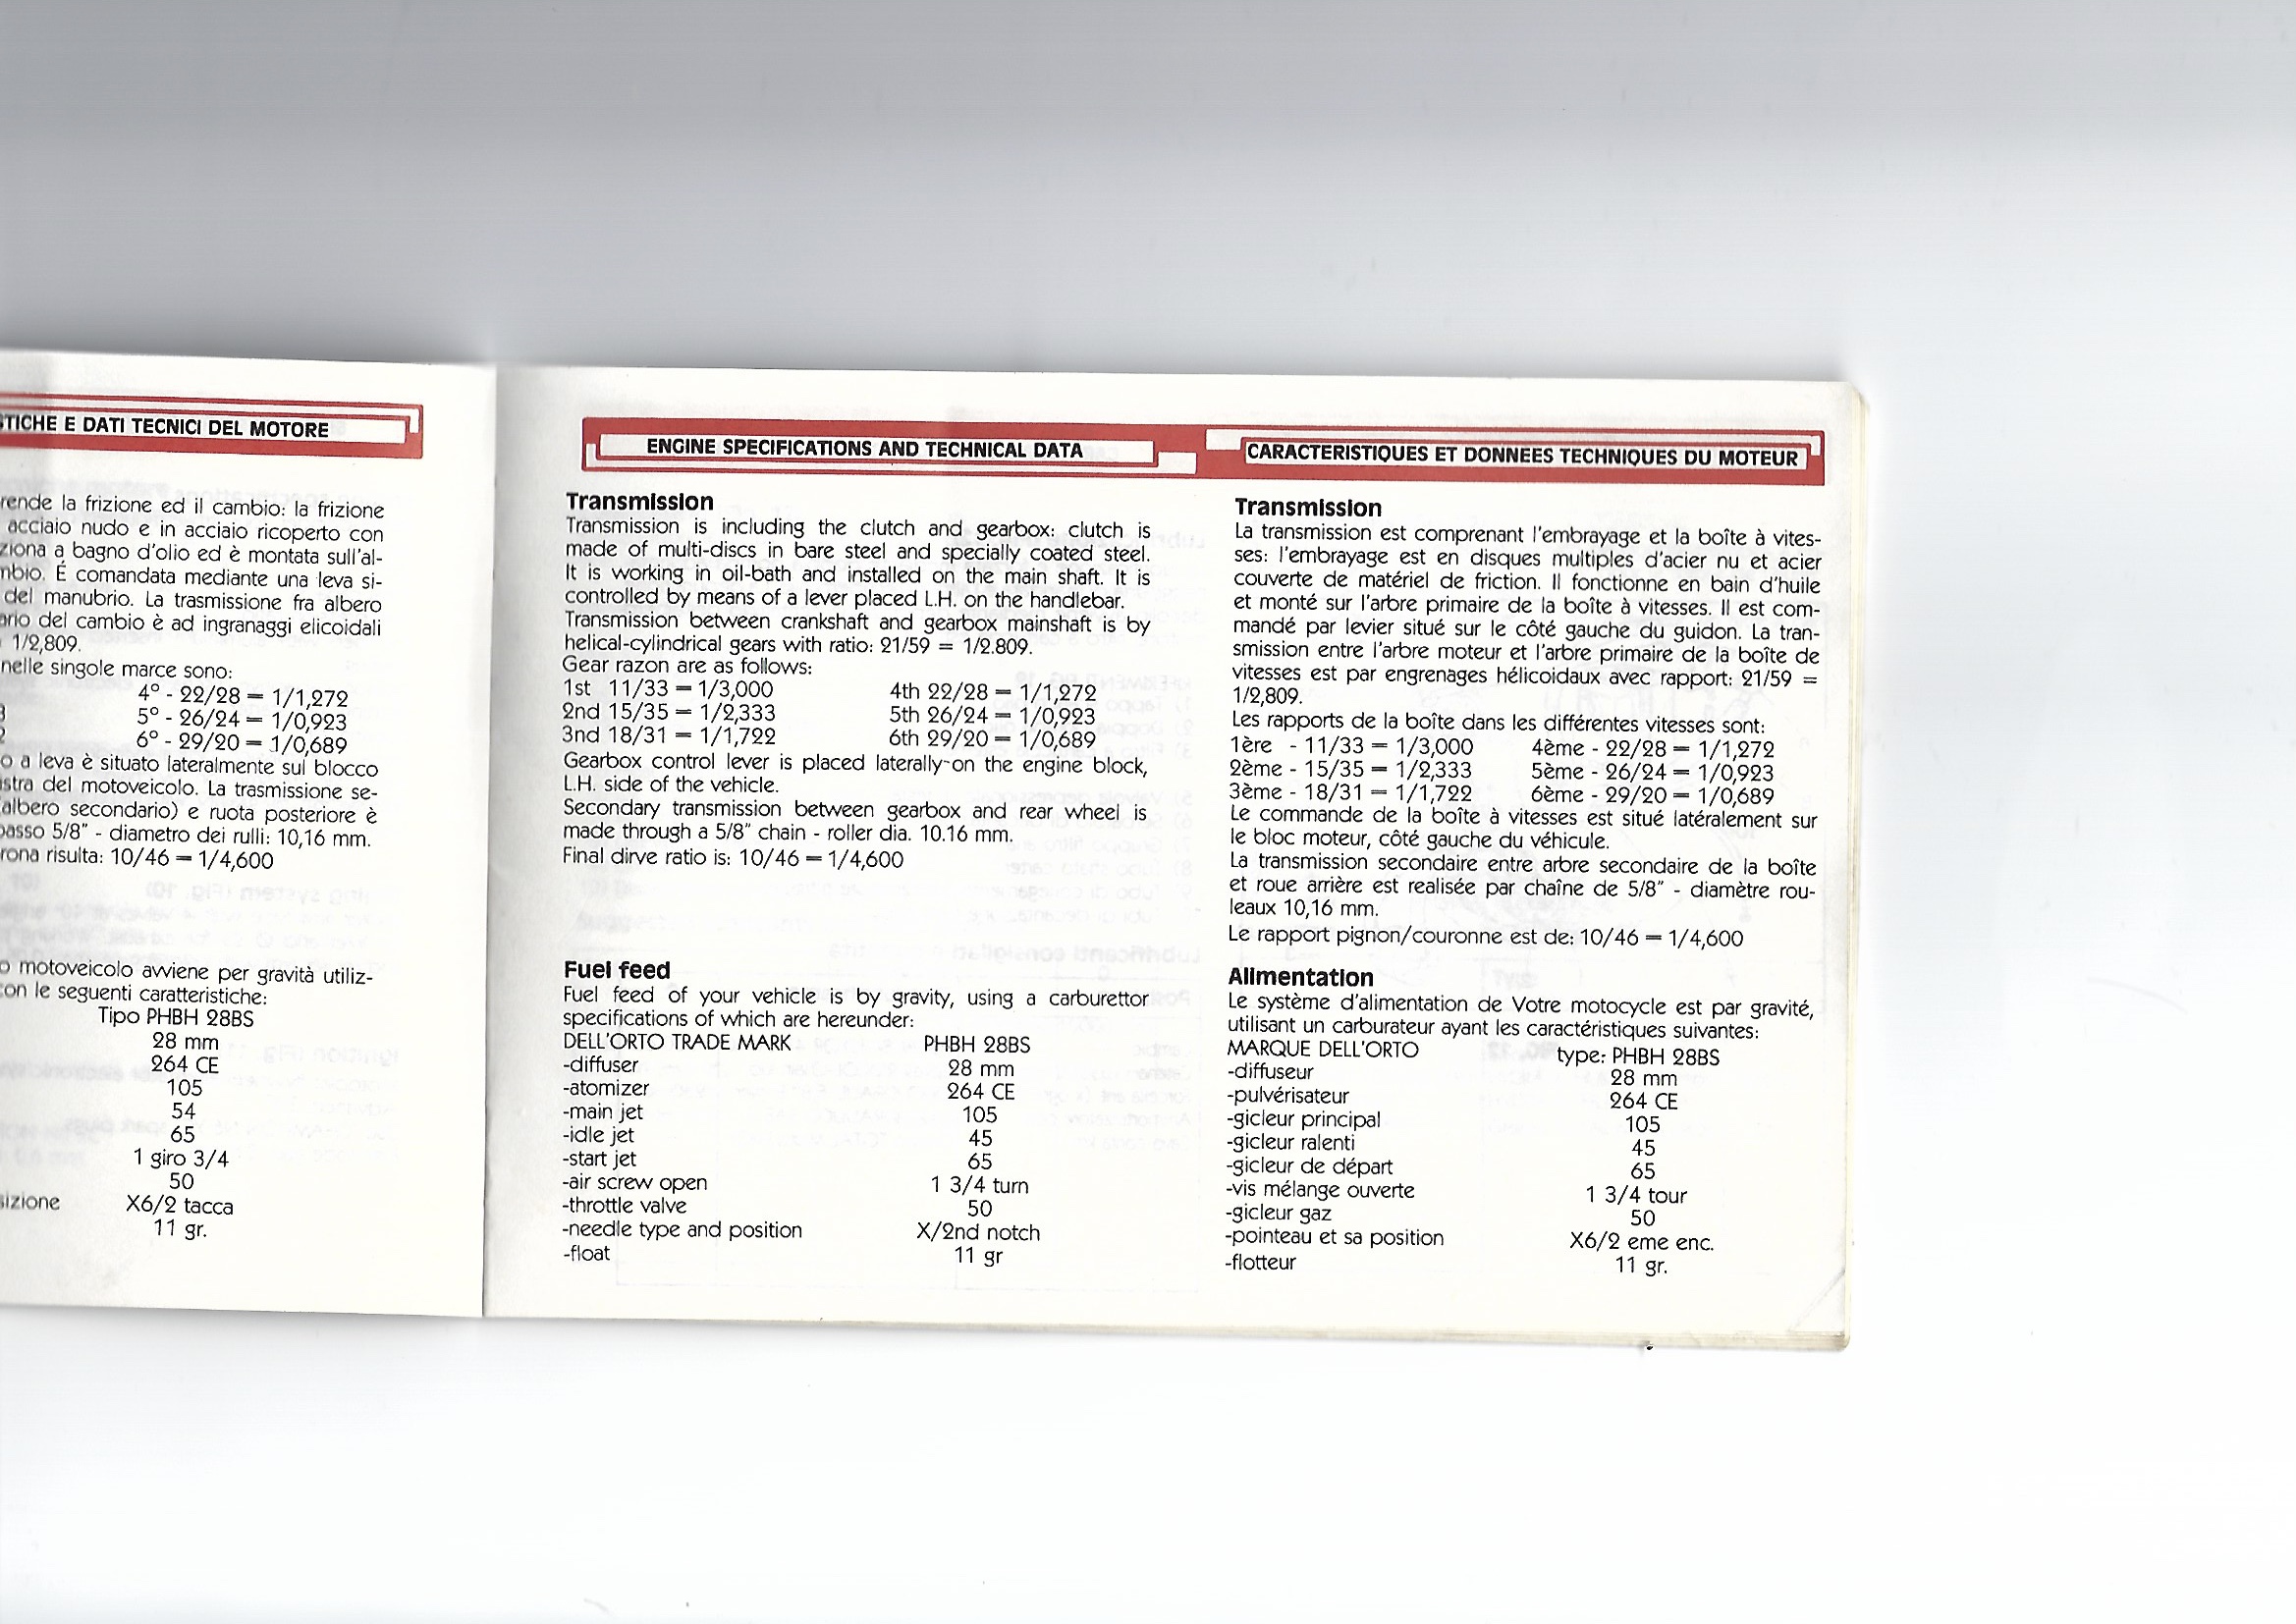 TICHE E DATI TECNICI DEL MOTORE
rende la frizione ed il cambio: la frizione
acciaio nudo e in acciaio ricoperto con
ziona a bagno d'olio ed è montata sull'al-
nbio. É comandata mediante una leva si-
del manubrio. La trasmissione fra albero
ario del cambio è ad ingranaggi elicoidali
1/2,809.
nelle singole marce sono:
4° - 22/28 = 1/1,272
5° - 26/24 = 1/0,923
6° - 29/20 = 1/0,689
o a leva è situato lateralmente sul blocco
stra del motoveicolo. La trasmissione se-
albero secondario) e ruota posteriore è
passo 5/8" - diametro dei rulli: 10,16 mm.
rona risulta: 10/46 = 1/4,600
o motoveicolo avviene per gravità utiliz-
con le seguenti caratteristiche:
Tipo PHBH 28BS
28 mm
264 CE
105
54
65
1 giro 3/4
50
sizione X6/2 tacca
11 gr.
ENGINE SPECIFICATIONS AND TECHNICAL DATA
Transmission
Transmission is including the clutch and gearbox: clutch is
made of multi-discs in bare steel and specially coated steel.
It is working in oil-bath and installed on the main shaft. It is
controlled by means of a lever placed L.H. on the handlebar.
Transmission between crankshaft and gearbox mainshaft is by
helical-cylindrical gears with ratio: 21/59 = 1/2.809.
Gear razon are as follows:
1st 11/33 = 1/3,000 4th 22/28 = 1/1,272
2nd 15/35 = 1/2,333 5th 26/24 = 1/0,923
3nd 18/31 = 1/1,722 6th 29/20 = 1/0,689
Gearbox control lever is placed laterally-on the engine block,
L.H. side of the vehicle.
Secondary transmission between gearbox and rear wheel is
made through a 5/8" chain - roller dia. 10.16 mm.
Final dirve ratio is: 10/46 = 1/4,600
Fuel feed
Fuel feed of your vehicle is by gravity, using a carburettor
specifications of which are hereunder:
DELL'ORTO TRADE MARK PHBH 28BS
-diffuser 28 mm
-atomizer 264 CE
-main jet 105
-idle jet 45
-start jet 65
-air screw open 1 3/4 turn
-throttle valve 50
-needle type and position X/2nd notch
-float 11 gr
CARACTERISTIQUES ET DONNEES TECHNIQUES DU MOTEUR
Transmission
La transmission est comprenant l'embrayage et la boîte à vites-
ses: l'embrayage est en disques multiples d'acier nu et acier
couverte de matériel de friction. Il fonctionne en bain d'huile
et monté sur l'arbre primaire de la boîte à vitesses. Il est com-
mandé par levier situé sur le côté gauche du guidon. La tran-
smission entre l'arbre moteur et l'arbre primaire de la boîte de
vitesses est par engrenages hélicoidaux avec rapport: 21/59 =
1/2,809.
Les rapports de la boîte dans les différentes vitesses sont:
1ère - 11/33 = 1/3,000 4ème - 22/28 = 1/1,272
2ème - 15/35 = 1/2,333 5ème - 26/24 = 1/0,923
3ème - 18/31 = 1/1,722 6ème - 29/20 = 1/0,689
Le commande de la boîte à vitesses est situé latéralement sur
le bloc moteur, côté gauche du véhicule.
La transmission secondaire entre arbre secondaire de la boîte
et roue arrière est realisée par chaîne de 5/8" - diamètre rou-
leaux 10,16 mm.
Le rapport pignon/couronne est de: 10/46 = 1/4,600
Alimentation
Le système d'alimentation de Votre motocycle est par gravité,
utilisant un carburateur ayant les caractéristiques suivantes:
MARQUE DELL'ORTO type: PHBH 28BS
-diffuseur 28 mm
-pulvérisateur 264 CE
-gicleur principal 105
-gicleur ralenti 45
-gicleur de départ 65
-vis mélange ouverte 1 3/4 tour
-gicleur gaz 50
-pointeau et sa position X6/2 eme enc.
-flotteur 11 gr.